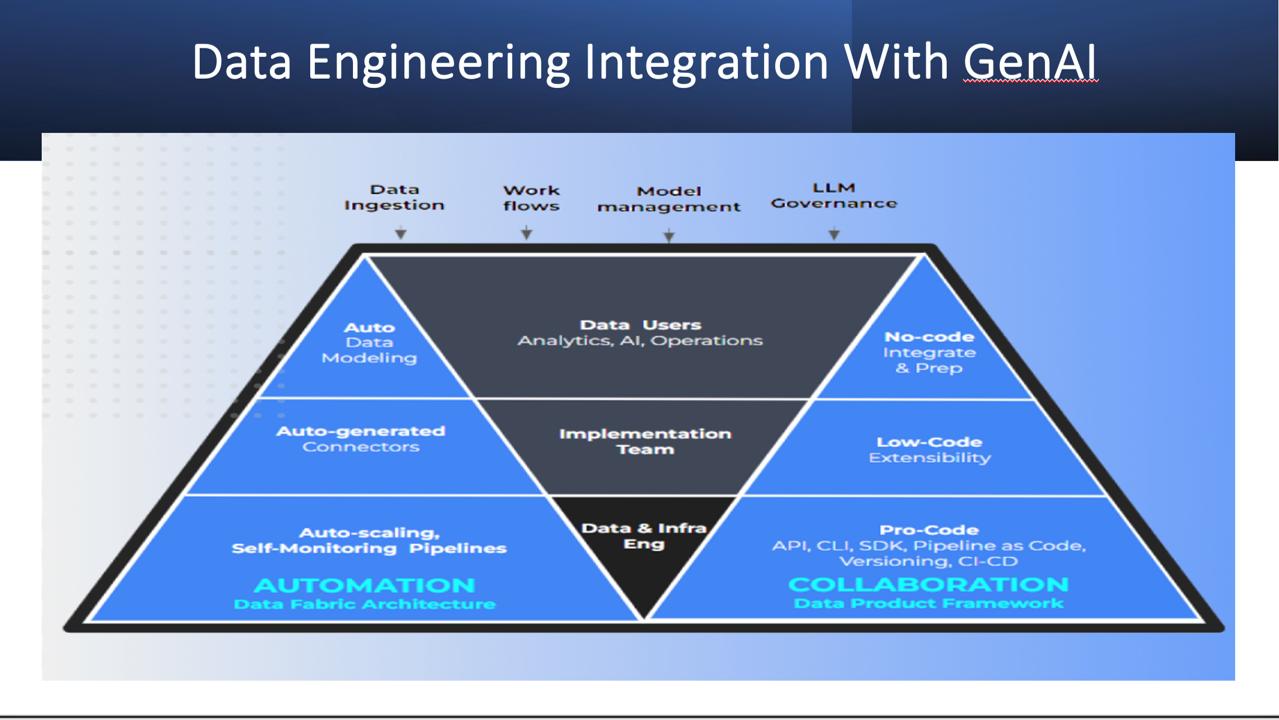 Data Engineering Integration With GenAI
Data
Ingestion
Work
flows
Model
management
LLM
Governance
Auto
Data
Modeling
Data Users
Analytics, AI, Operations
No-code
Integrate
& Prep
Auto-generated
Connectors
Implementation
Team
Low-Code
Extensibility
Auto-scaling,
Self-Monitoring Pipelines
AUTOMATION
Data Fabric Architecture
Data & Infra
Eng
Pro-Code
API, CLI, SDK, Pipeline as Code,
Versioning, CI-CD
COLLABORATION
Data Product Framework